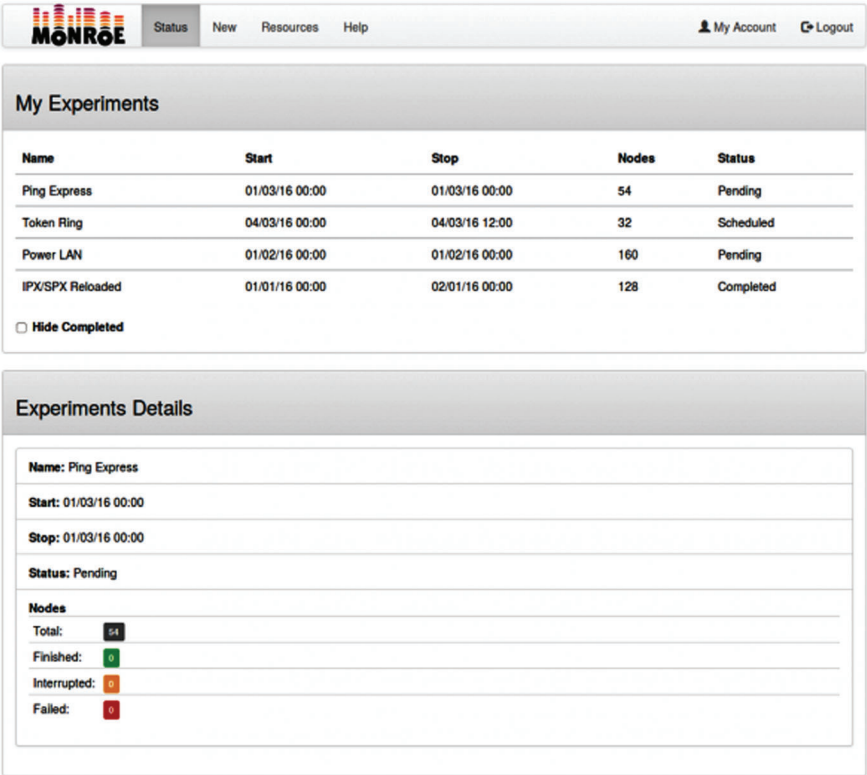 MONROE Status New Resources Help My Account Logout
My Experiments
Name Start Stop Nodes Status
Ping Express 01/03/16 00:00 01/03/16 00:00 54 Pending
Token Ring 04/03/16 00:00 04/03/16 12:00 32 Scheduled
Power LAN 01/02/16 00:00 01/02/16 00:00 160 Pending
IPX/SPX Reloaded 01/01/16 00:00 02/01/16 00:00 128 Completed
Hide Completed
Experiments Details
Name: Ping Express
Start: 01/03/16 00:00
Stop: 01/03/16 00:00
Status: Pending
Nodes
Total: 54
Finished: 0
Interrupted: 0
Failed: 0